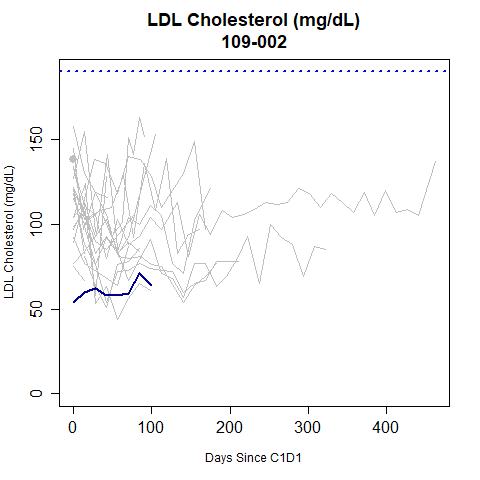 LDL Cholesterol (mg/dL)
109-002
LDL Cholesterol (mg/dL)
150
100
50
0
0 100 200 300 400
Days Since C1D1